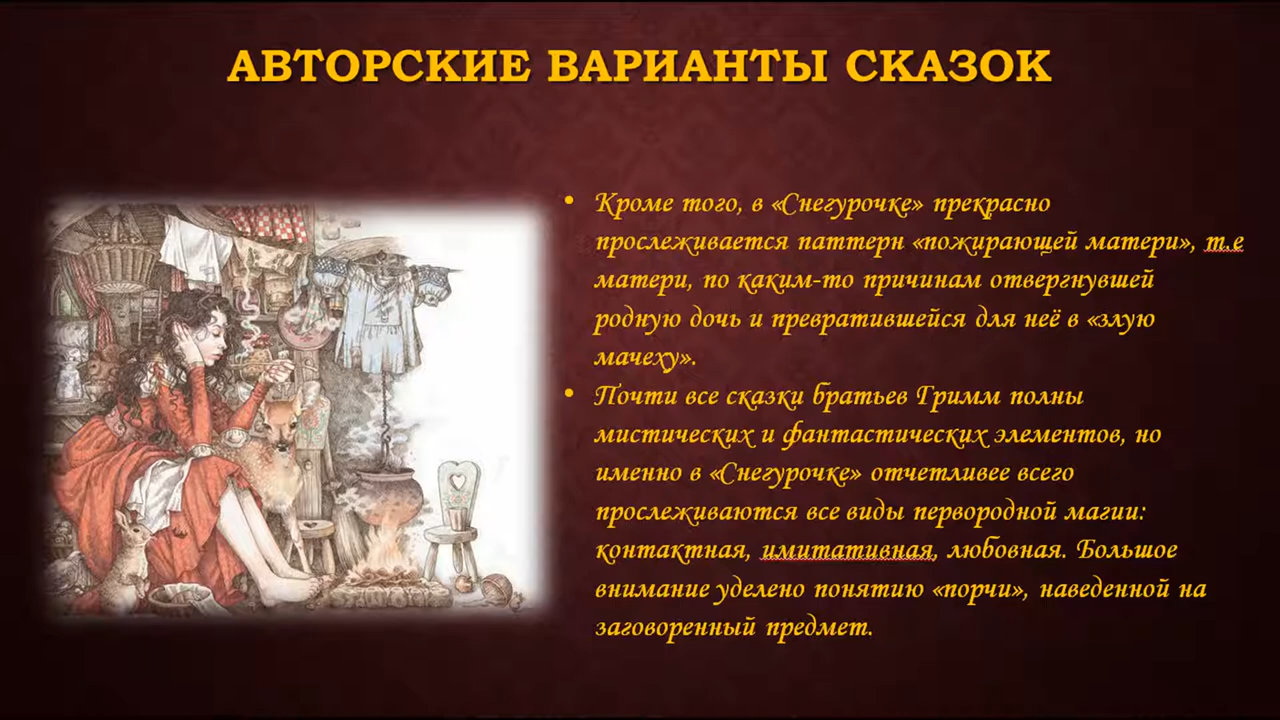 АВТОРСКИЕ ВАРИАНТЫ СКАЗОК
• Кроме того, в «Снегурочке» прекрасно
прослеживается паттерн «пожирающей матери», т.е
матери, по каким-то причинам отвергнувшей
родную дочь и превратившейся для неё в «злую
мачеху».
• Почти все сказки братьев Гримм полны
мистических и фантастических элементов, но
именно в «Снегурочке» отчетливее всего
прослеживаются все виды первородной магии:
контактная, имитативная, любовная. Большое
внимание уделено понятию «порчи», наведенной на
заговоренный предмет.